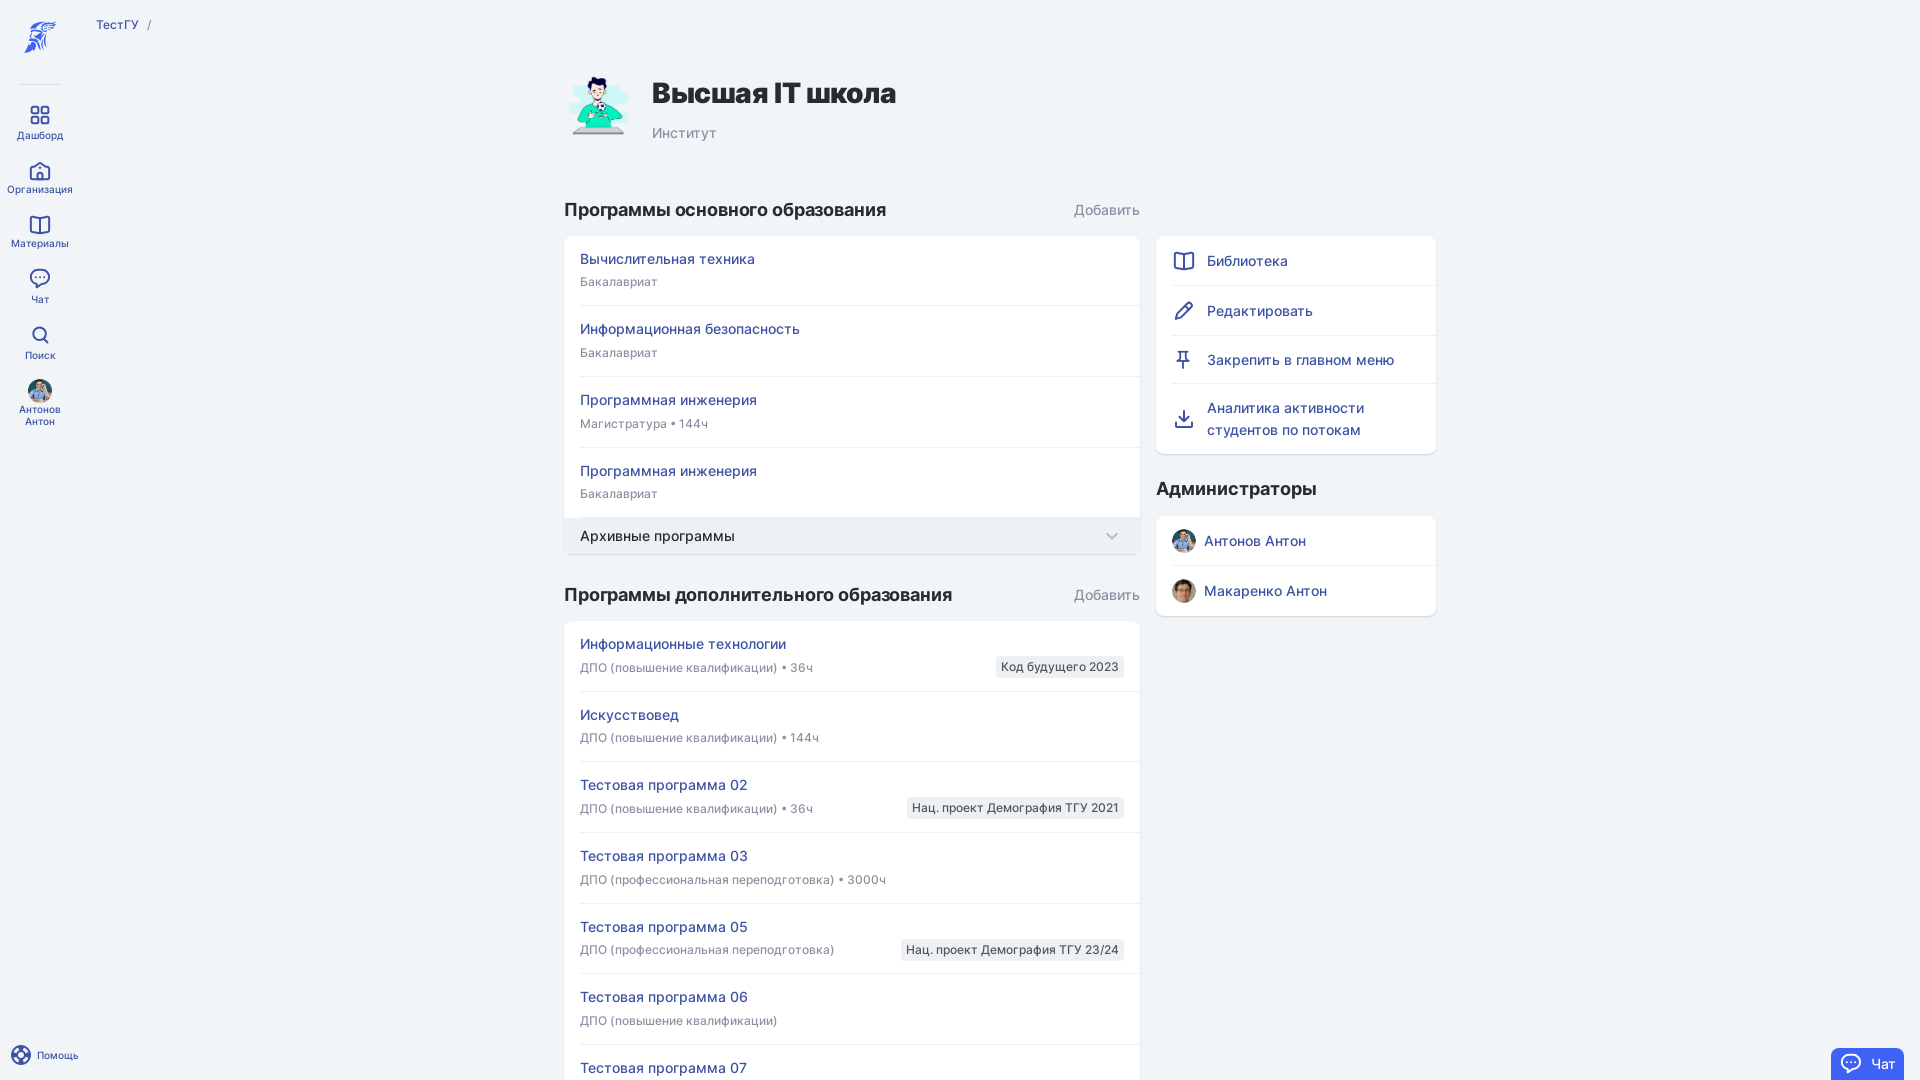 ТестГУ /
Дашборд
Организация
Материалы
Чат
Поиск
Антонов
Антон
Помощь
Высшая IT школа
Институт
Программы основного образования
Добавить
Вычислительная техника
Бакалавриат
Информационная безопасность
Бакалавриат
Программная инженерия
Магистратура • 144ч
Программная инженерия
Бакалавриат
Архивные программы
Программы дополнительного образования
Добавить
Информационные технологии
ДПО (повышение квалификации) • 36ч
Код будущего 2023
Искусствовед
ДПО (повышение квалификации) • 144ч
Тестовая программа 02
ДПО (повышение квалификации) • 36ч
Нац. проект Демография ТГУ 2021
Тестовая программа 03
ДПО (профессиональная переподготовка) • 3000ч
Тестовая программа 05
ДПО (профессиональная переподготовка)
Нац. проект Демография ТГУ 23/24
Тестовая программа 06
ДПО (повышение квалификации)
Тестовая программа 07
Библиотека
Редактировать
Закрепить в главном меню
Аналитика активности
студентов по потокам
Администраторы
Антонов Антон
Макаренко Антон
Чат